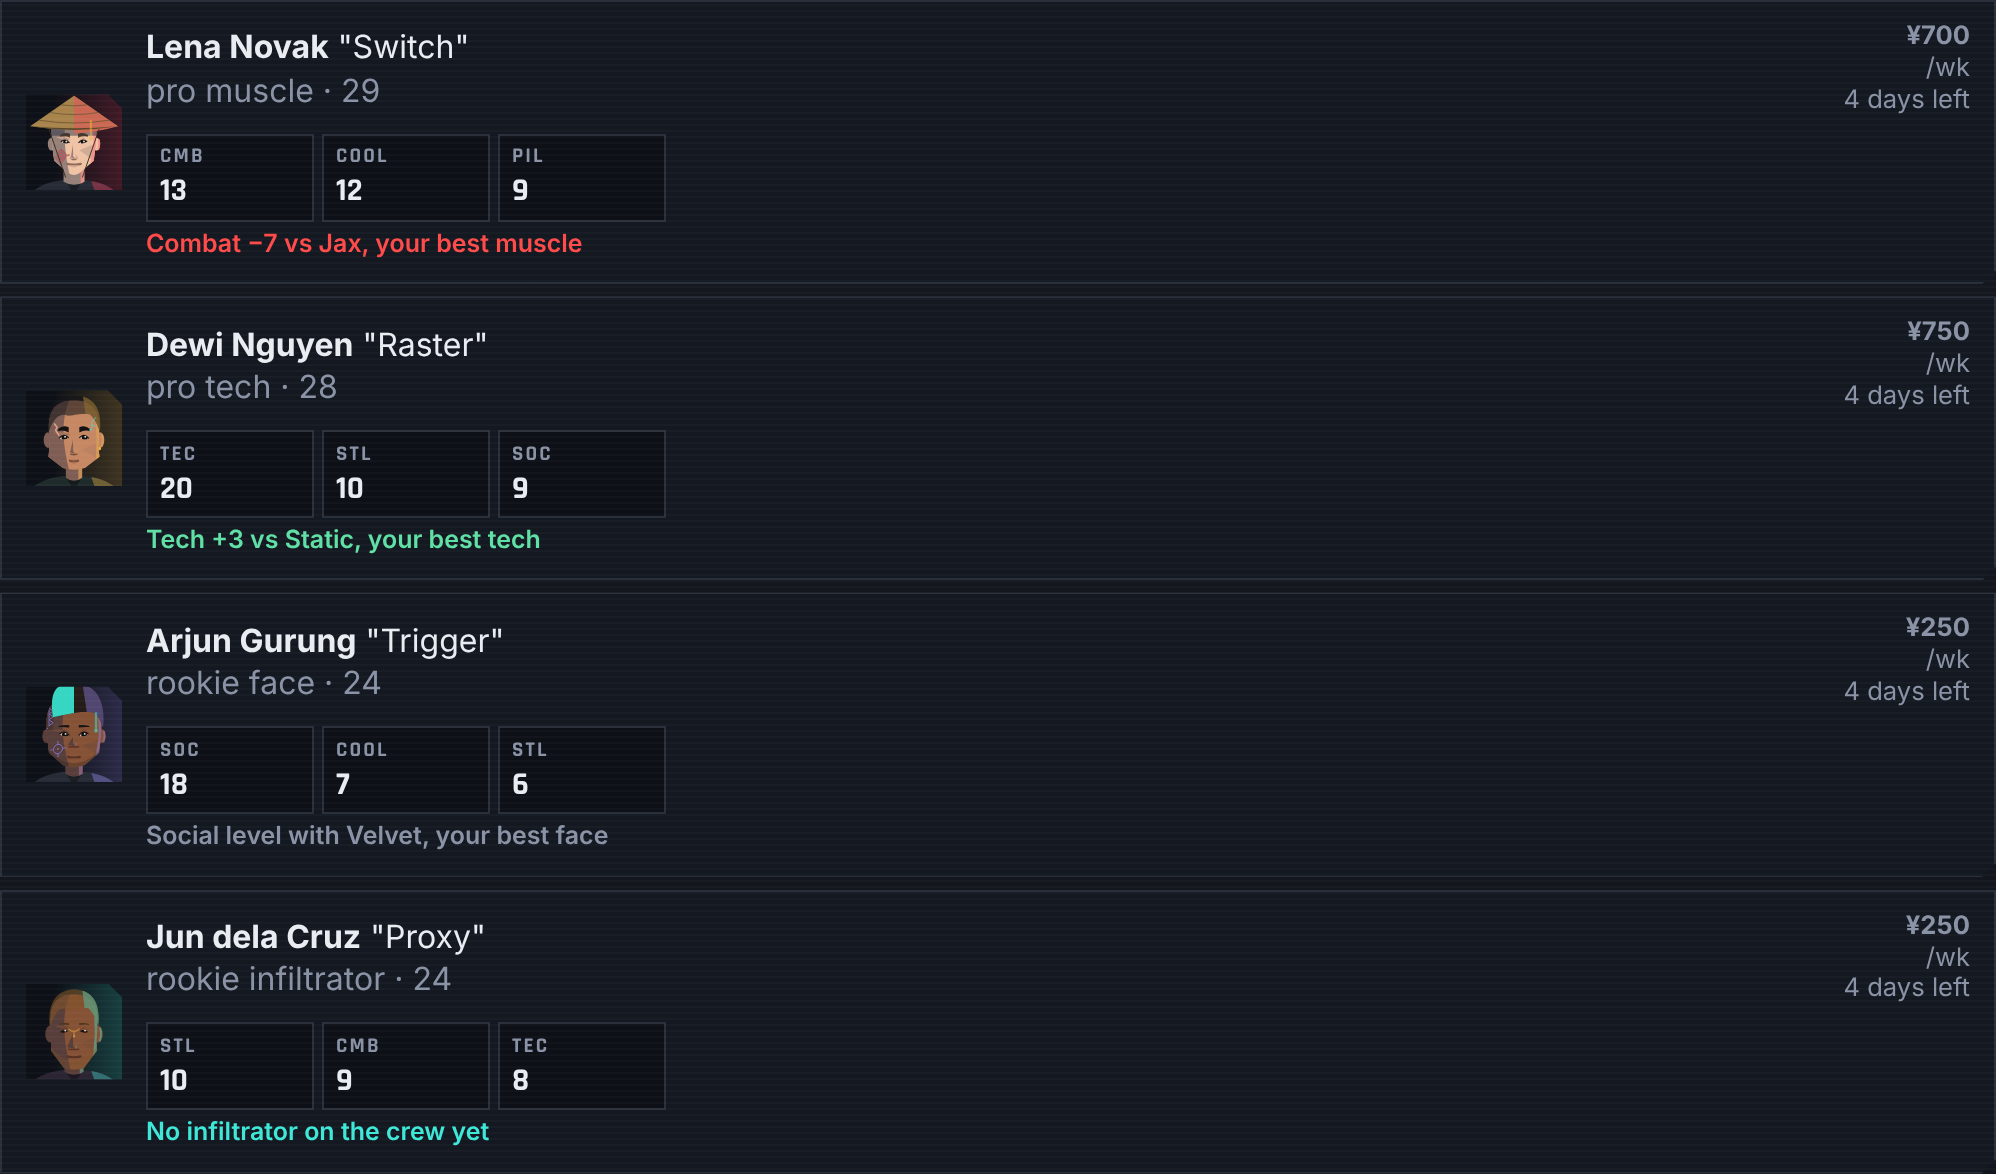 Lena Novak "Switch"
pro muscle · 29
¥700
/wk
4 days left
CMB
13
COOL
12
PIL
9
Combat −7 vs Jax, your best muscle
Dewi Nguyen "Raster"
pro tech · 28
¥750
/wk
4 days left
TEC
20
STL
10
SOC
9
Tech +3 vs Static, your best tech
Arjun Gurung "Trigger"
rookie face · 24
¥250
/wk
4 days left
SOC
18
COOL
7
STL
6
Social level with Velvet, your best face
Jun dela Cruz "Proxy"
rookie infiltrator · 24
¥250
/wk
4 days left
STL
10
CMB
9
TEC
8
No infiltrator on the crew yet